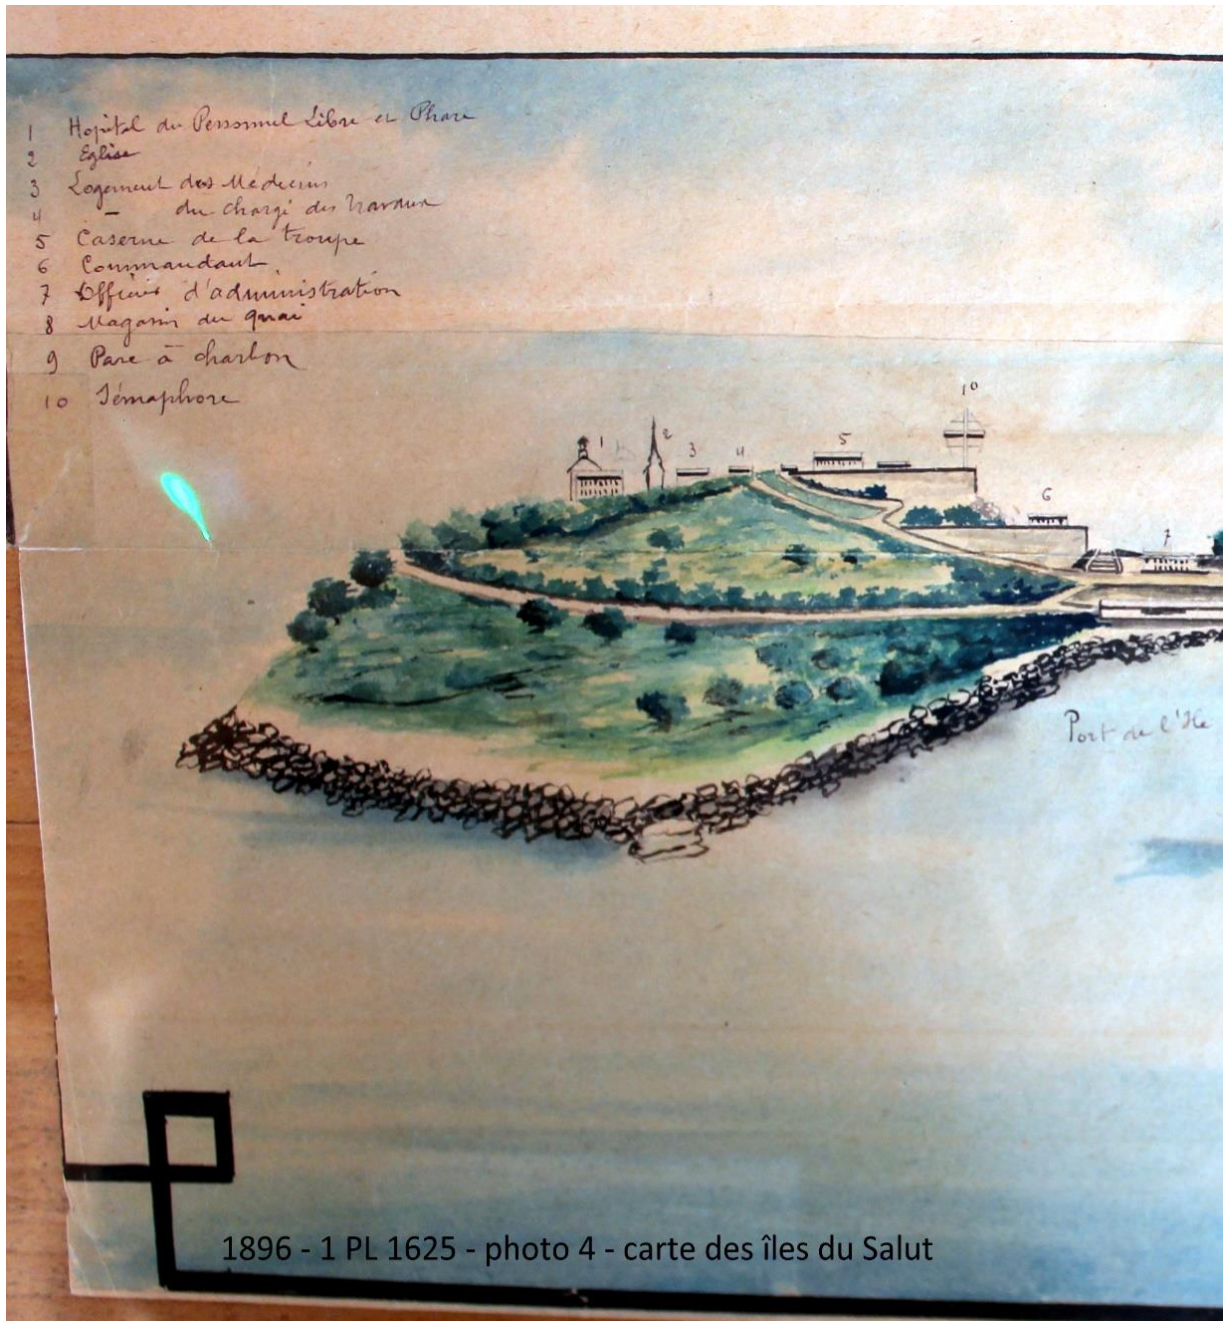 1 Hopital du Personnel Libre et Phare
2 Eglise
3 Logement des Médecins
4 - du chargé des travaux
5 Caserne de la troupe
6 Commandant
7 Officiers d'administration
8 Magasin du quai
9 Parc à charbon
10 Sémaphore
10
1 2 3 4 5
6
7
Port de l'Ile
1896 - 1 PL 1625 - photo 4 - carte des îles du Salut